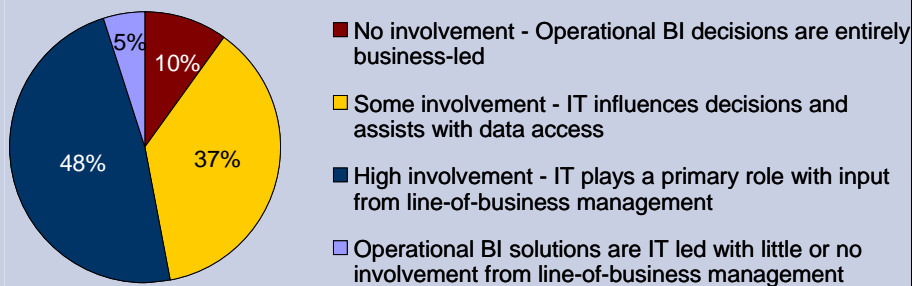 5%
10%
37%
48%
No involvement - Operational BI decisions are entirely
business-led
Some involvement - IT influences decisions and
assists with data access
High involvement - IT plays a primary role with input
from line-of-business management
Operational BI solutions are IT led with little or no
involvement from line-of-business management